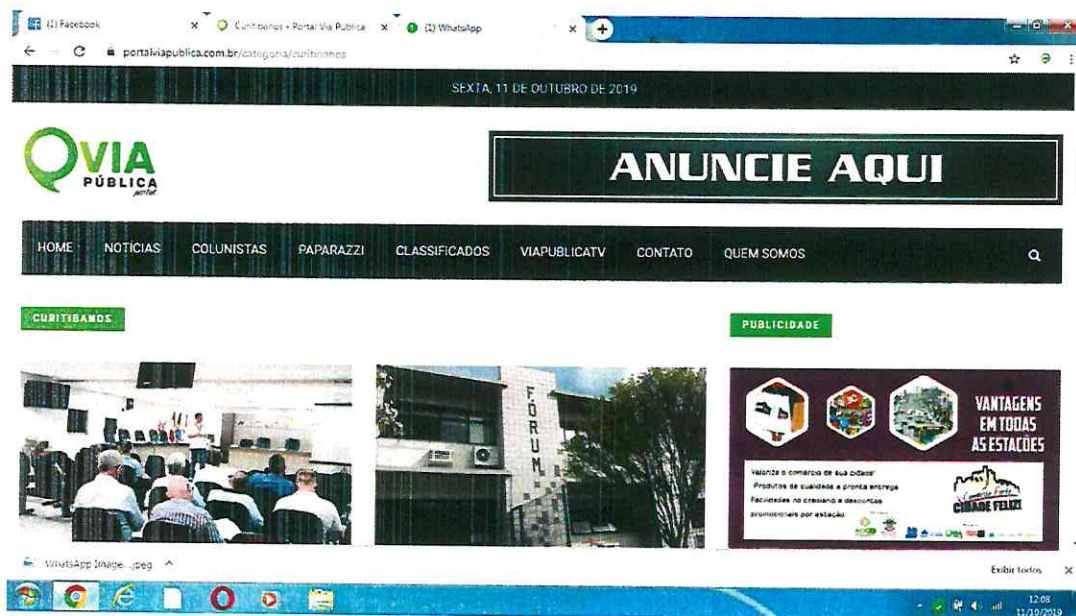 (1) Facebook
Curitibanos - Portal Via Pública
(2) WhatsApp
portalviapublica.com.br/categoria/curitibanos
SEXTA, 11 DE OUTUBRO DE 2019
VIA
PÚBLICA
portal
ANUNCIE AQUI
HOME
NOTÍCIAS
COLUNISTAS
PAPARAZZI
CLASSIFICADOS
VIAPUBLICATV
CONTATO
QUEM SOMOS
CURITIBANOS
PUBLICIDADE
FÓRUM
VANTAGENS
EM TODAS
AS ESTAÇÕES
Valorize o comércio de sua cidade!
Produtos de qualidade a pronta entrega
Facilidades no crediário e descontos
promocionais por estação
Comércio Forte
CIDADE FELIZ!
WhatsApp Image....jpeg
Exibir todos
12:08
11/10/2019